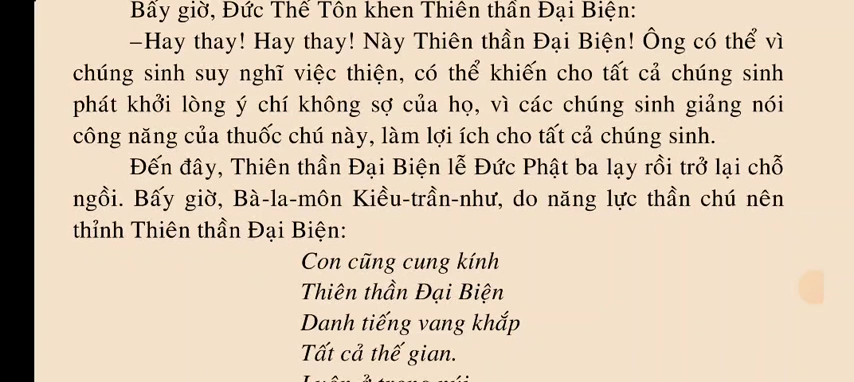 Bấy giờ, Đức Thế Tôn khen Thiên thần Đại Biện:
–Hay thay! Hay thay! Này Thiên thần Đại Biện! Ông có thể vì
chúng sinh suy nghĩ việc thiện, có thể khiến cho tất cả chúng sinh
phát khởi lòng ý chí không sợ của họ, vì các chúng sinh giảng nói
công năng của thuốc chú này, làm lợi ích cho tất cả chúng sinh.
Đến đây, Thiên thần Đại Biện lễ Đức Phật ba lạy rồi trở lại chỗ
ngồi. Bấy giờ, Bà-la-môn Kiều-trần-như, do năng lực thần chú nên
thỉnh Thiên thần Đại Biện:
Con cũng cung kính
Thiên thần Đại Biện
Danh tiếng vang khắp
Tất cả thế gian.